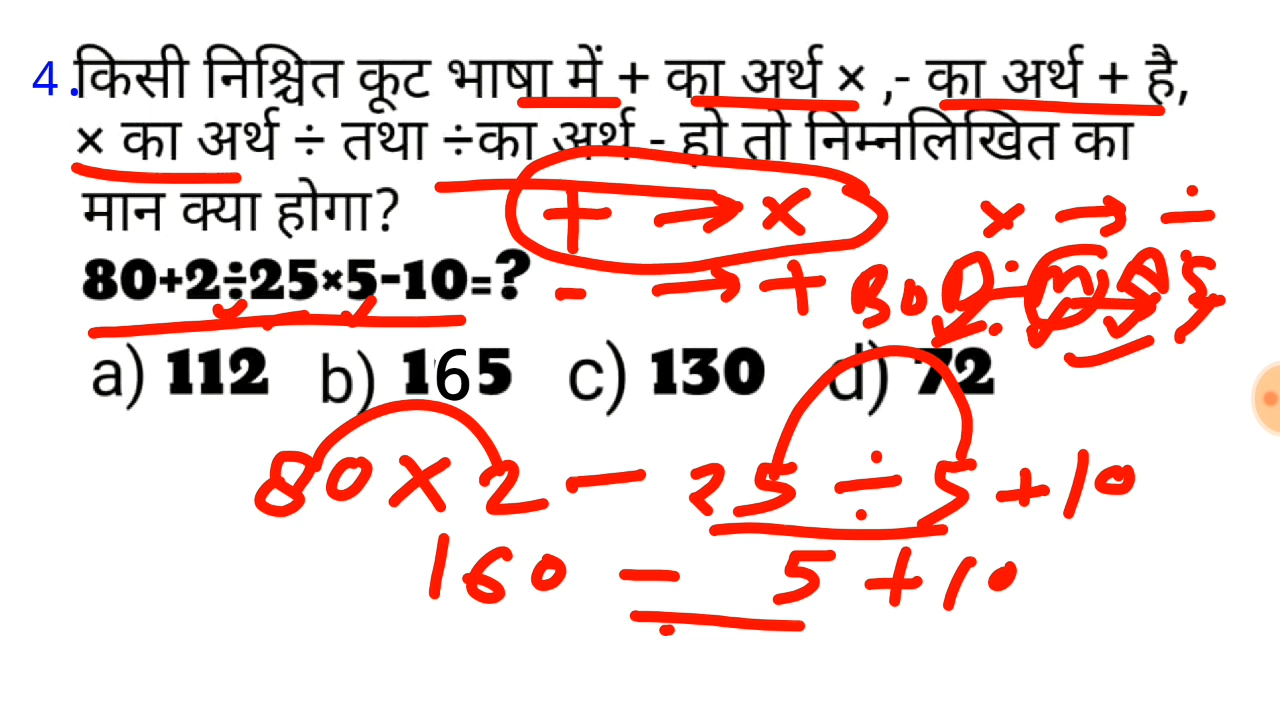 4.किसी निश्चित कूट भाषा में + का अर्थ × ,- का अर्थ + है,
× का अर्थ ÷ तथा ÷का अर्थ - हो तो निम्नलिखित का
मान क्या होगा?
+ → × × → ÷
80+2÷25×5-10=? - → +
a) 112 b) 165 c) 130 d) 72
80 × 2 - 25 ÷ 5 + 10
160 - 5 + 10